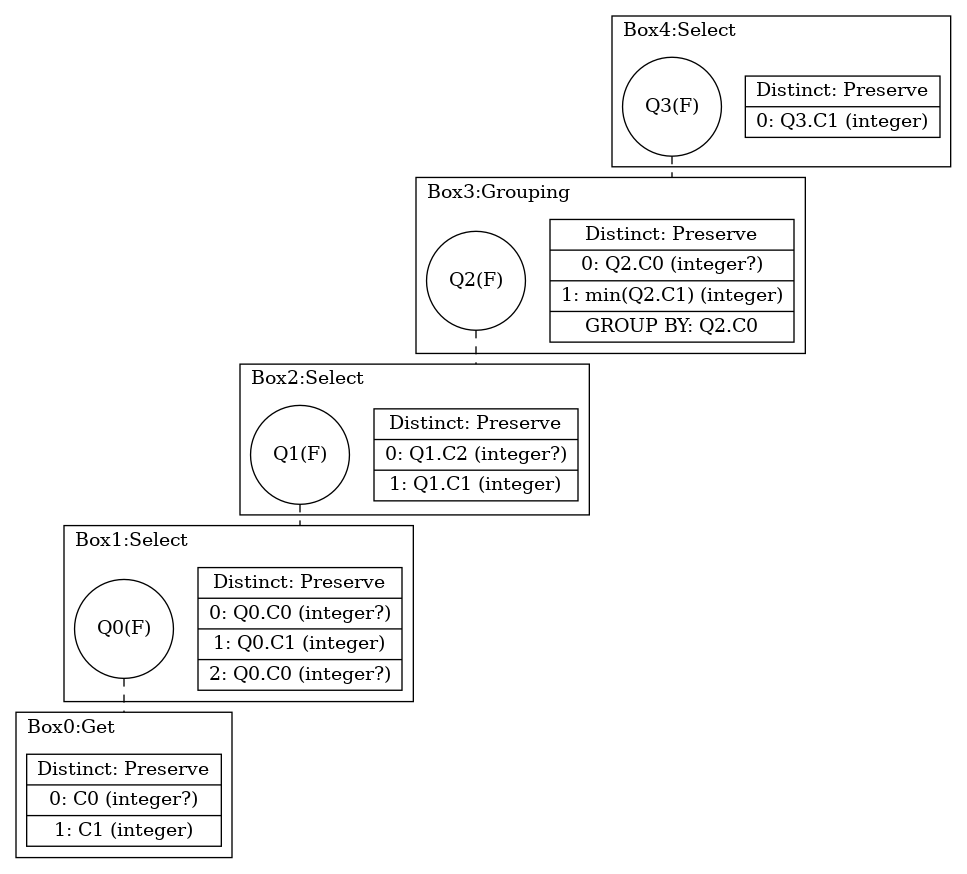 Box4:Select
Q3(F)
Distinct: Preserve
0: Q3.C1 (integer)
Box3:Grouping
Q2(F)
Distinct: Preserve
0: Q2.C0 (integer?)
1: min(Q2.C1) (integer)
GROUP BY: Q2.C0
Box2:Select
Q1(F)
Distinct: Preserve
0: Q1.C2 (integer?)
1: Q1.C1 (integer)
Box1:Select
Q0(F)
Distinct: Preserve
0: Q0.C0 (integer?)
1: Q0.C1 (integer)
2: Q0.C0 (integer?)
Box0:Get
Distinct: Preserve
0: C0 (integer?)
1: C1 (integer)